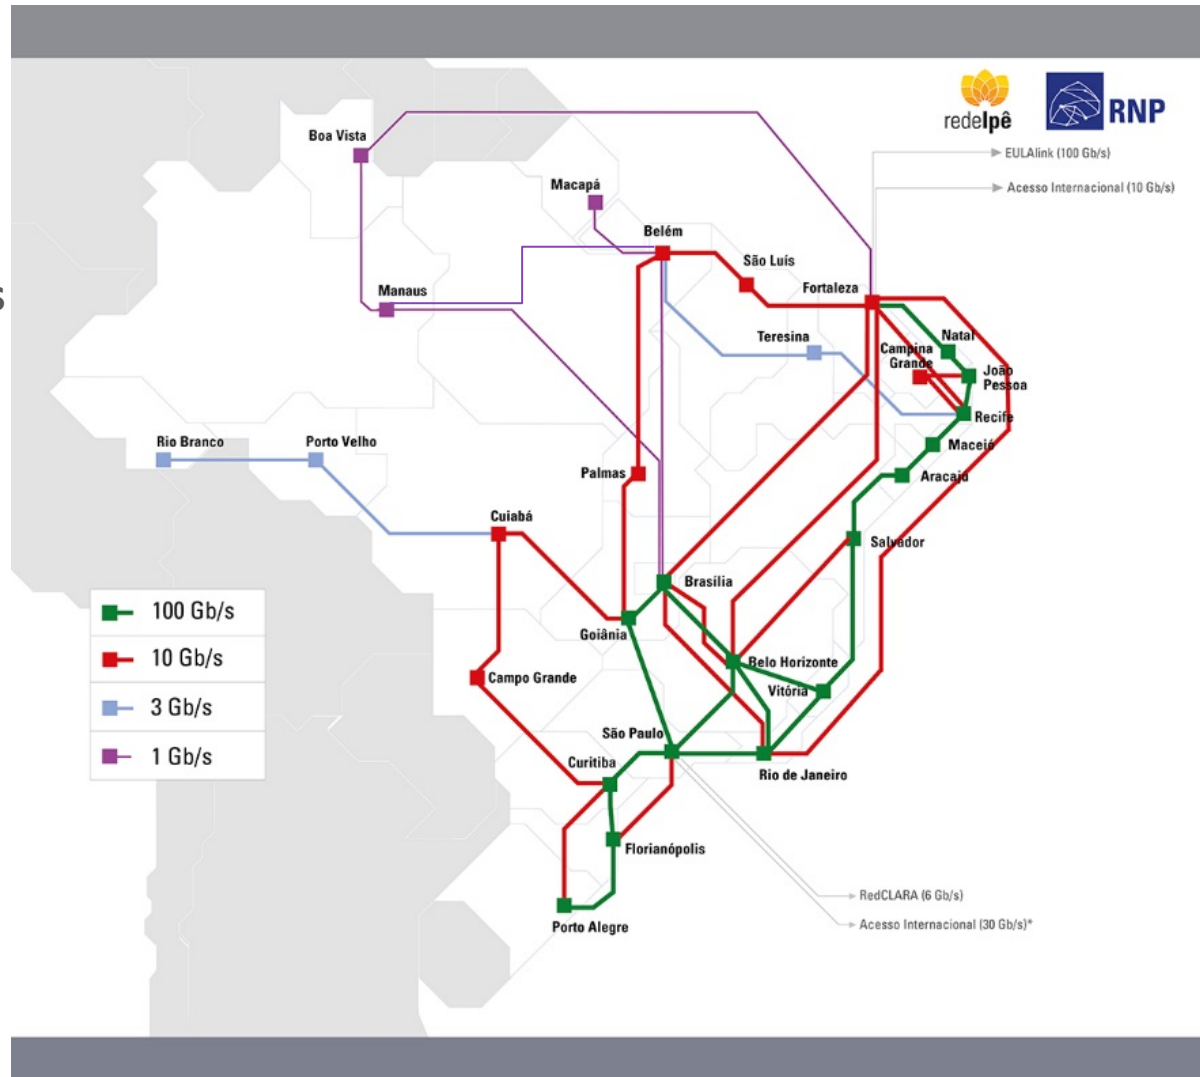 redeIpê
RNP
EULAlink (100 Gb/s)
Acesso Internacional (10 Gb/s)
Boa Vista
Macapá
Belém
São Luís
Manaus
Fortaleza
s
Teresina
Natal
Campina
Grande
João
Pessoa
Recife
Rio Branco
Porto Velho
Maceió
Palmas
Aracajú
Cuiabá
Salvador
Brasília
100 Gb/s
Goiânia
10 Gb/s
Belo Horizonte
Campo Grande
Vitória
3 Gb/s
São Paulo
1 Gb/s
Curitiba
Rio de Janeiro
Florianópolis
RedCLARA (6 Gb/s)
Acesso Internacional (30 Gb/s)*
Porto Alegre